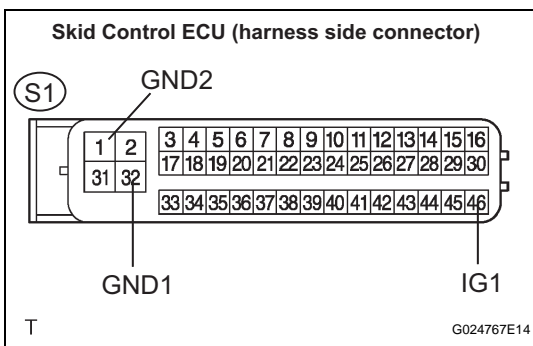 Skid Control ECU (harness side connector)
S1
GND2
1 2 3 4 5 6 7 8 9 10 11 12 13 14 15 16
17 18 19 20 21 22 23 24 25 26 27 28 29 30
31 32
33 34 35 36 37 38 39 40 41 42 43 44 45 46
GND1
IG1
T
G024767E14